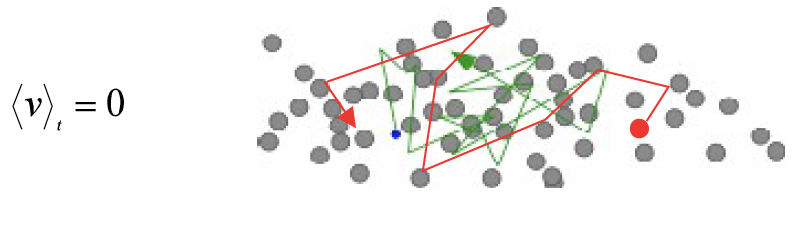 ⟨v⟩ₜ = 0